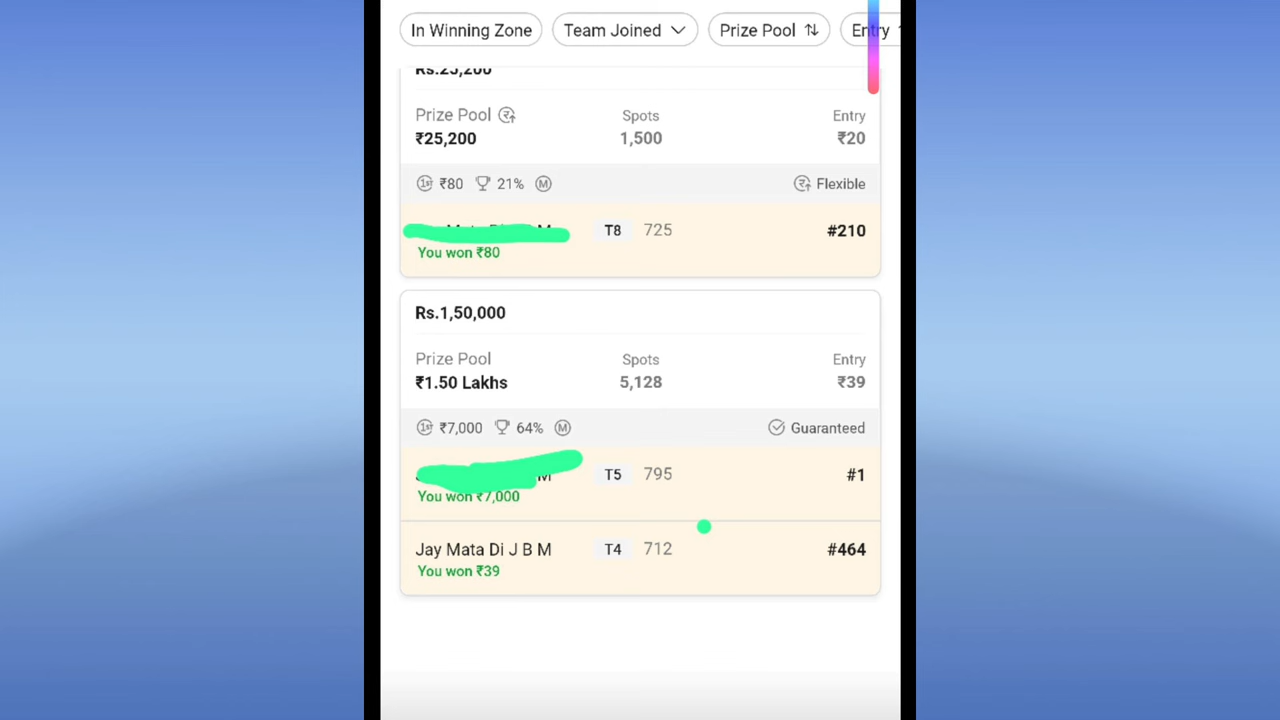 In Winning Zone Team Joined Prize Pool Entry
Rs.25,200
Prize Pool Spots Entry
₹25,200 1,500 ₹20
1st ₹80 21% M Flexible
T8 725 #210
You won ₹80
Rs.1,50,000
Prize Pool Spots Entry
₹1.50 Lakhs 5,128 ₹39
1st ₹7,000 64% M Guaranteed
M T5 795 #1
You won ₹7,000
Jay Mata Di J B M T4 712 #464
You won ₹39